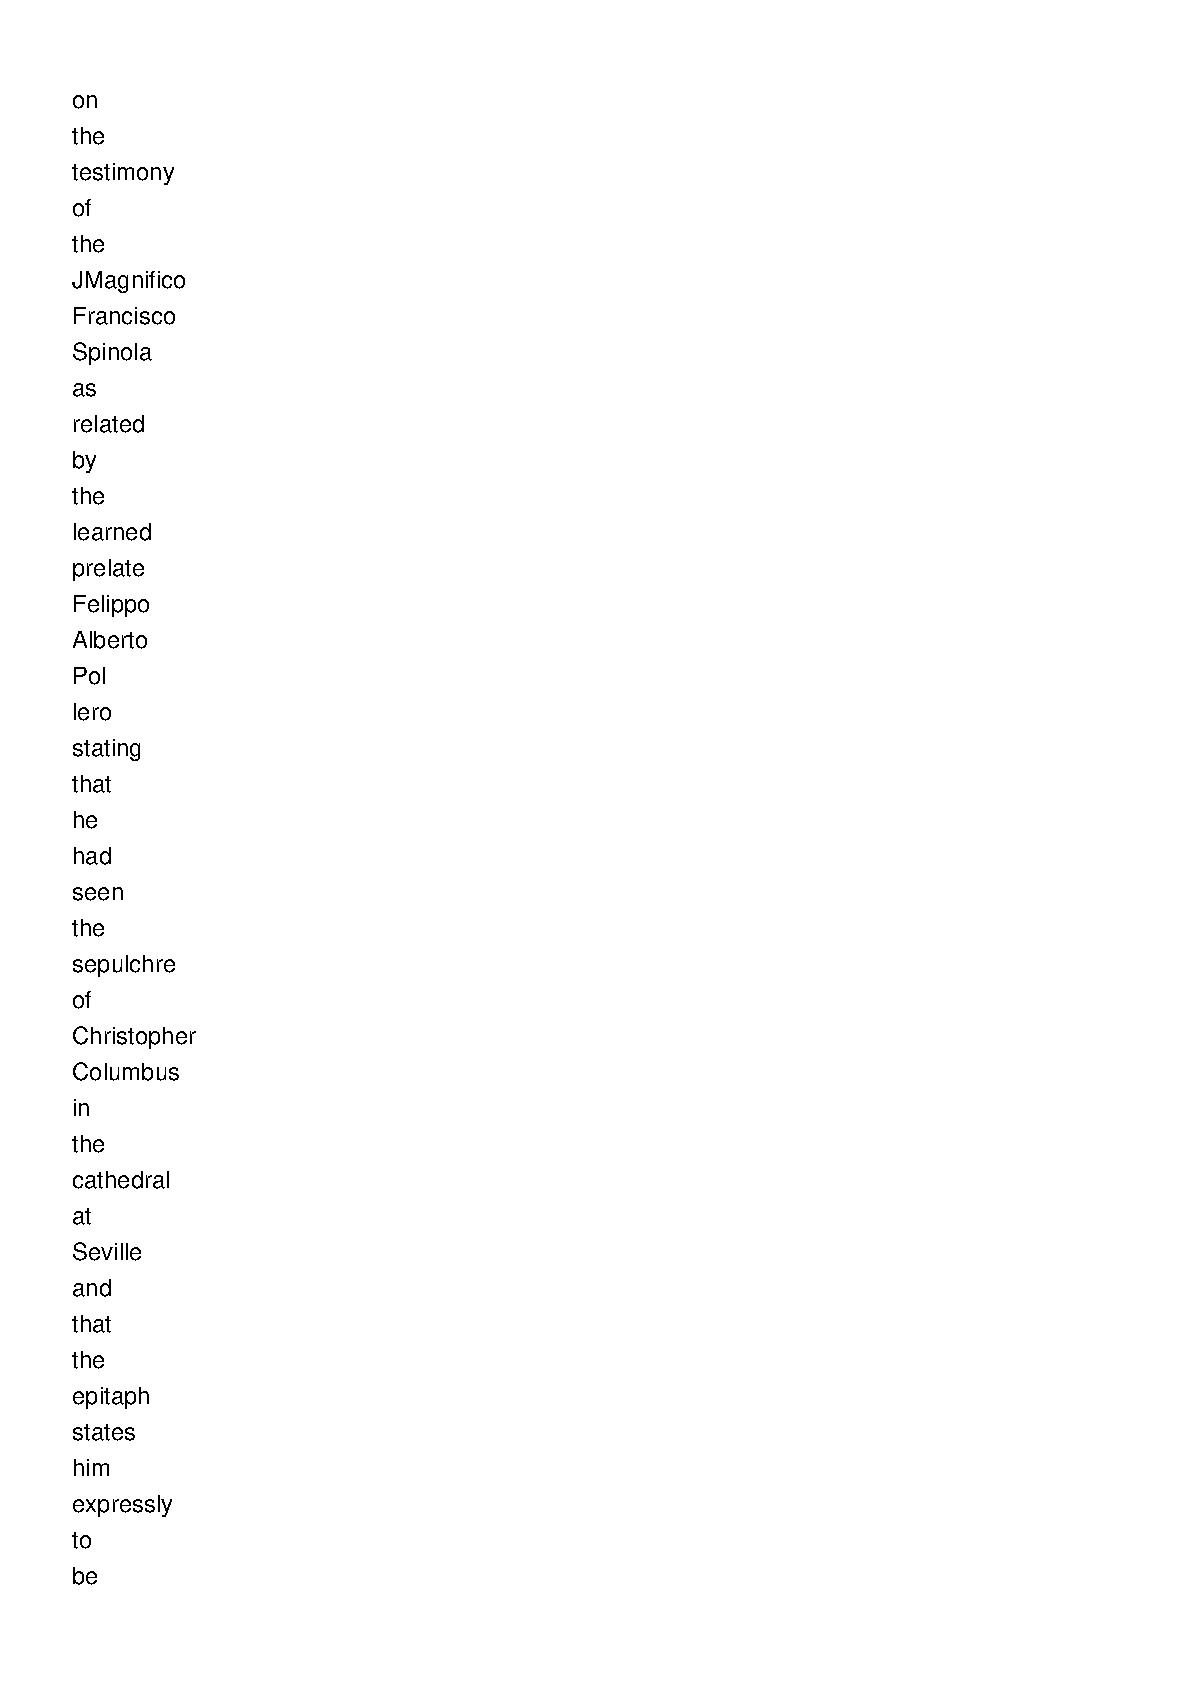 on
the
testimony
of
the
JMagnifico
Francisco
Spinola
as
related
by
the
learned
prelate
Felippo
Alberto
Pol
lero
stating
that
he
had
seen
the
sepulchre
of
Christopher
Columbus
in
the
cathedral
at
Seville
and
that
the
epitaph
states
him
expressly
to
be